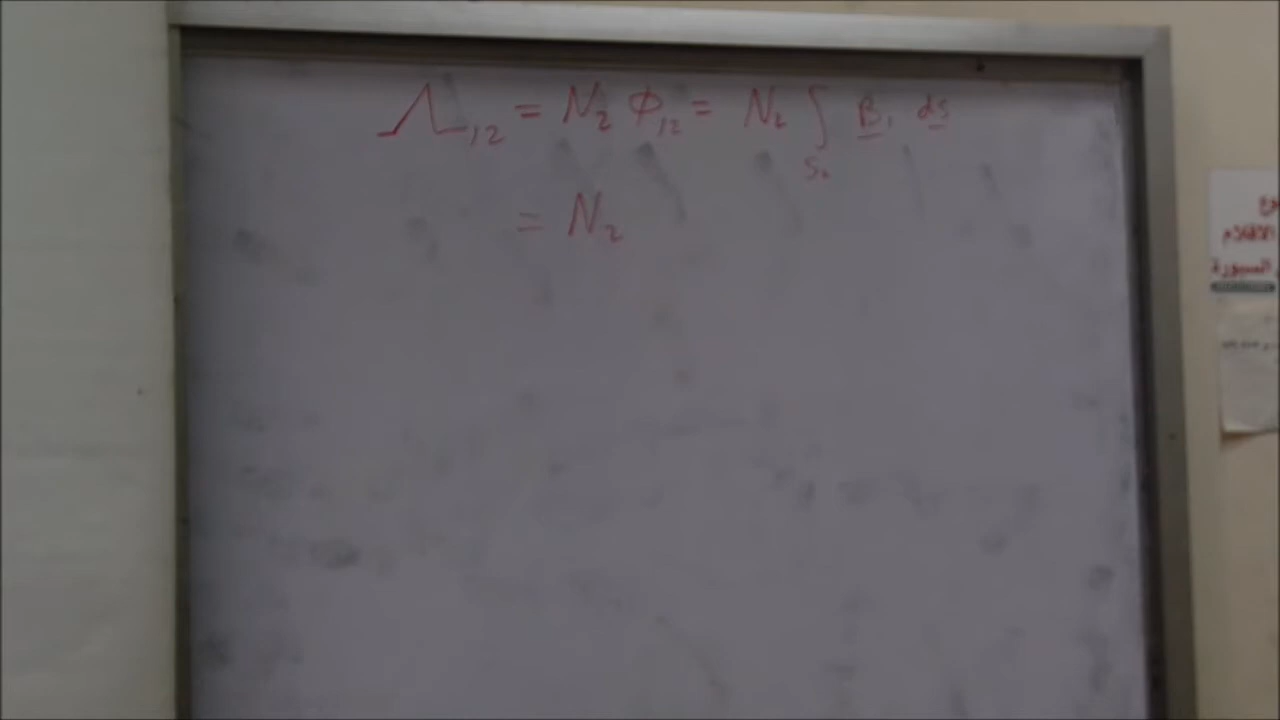 Λ₁₂ = N₂ Φ₁₂ = N₂ ∫ B₁ ds
S₂
= N₂